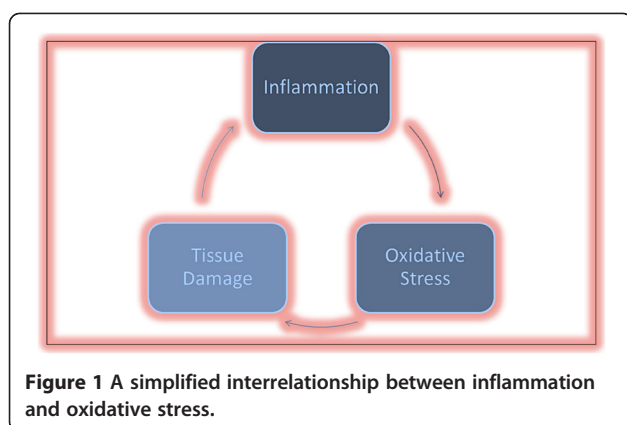 Inflammation
Tissue
Damage
Oxidative
Stress
Figure 1 A simplified interrelationship between inflammation
and oxidative stress.